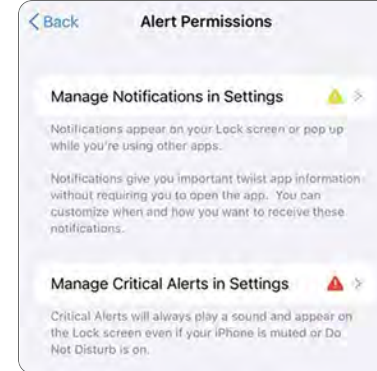 Back
Alert Permissions
Manage Notifications in Settings
Notifications appear on your Lock screen or pop up
while you're using other apps.
Notifications give you important twiist app information
without requiring you to open the app. You can
customize when and how you want to receive these
notifications.
Manage Critical Alerts in Settings
Critical Alerts will always play a sound and appear on
the Lock screen even if your iPhone is muted or Do
Not Disturb is on.